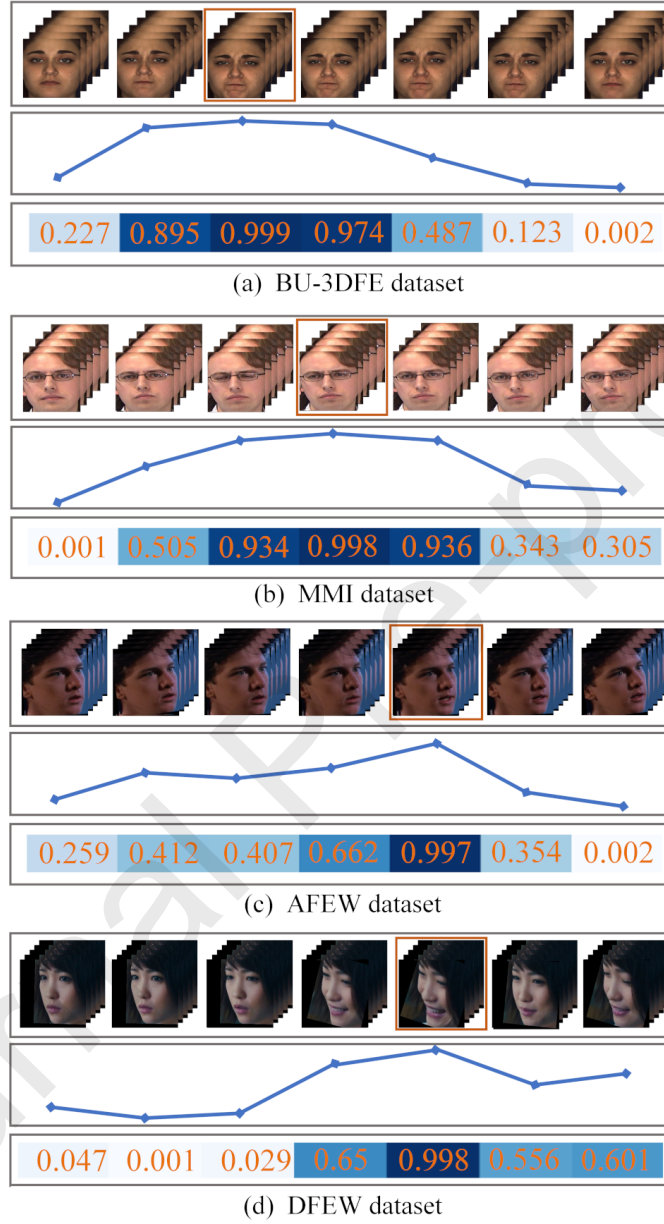 0.227 0.895 0.999 0.974 0.487 0.123 0.002
(a) BU-3DFE dataset
0.001 0.505 0.934 0.998 0.936 0.343 0.305
(b) MMI dataset
0.259 0.412 0.407 0.662 0.997 0.354 0.002
(c) AFEW dataset
0.047 0.001 0.029 0.65 0.998 0.556 0.601
(d) DFEW dataset